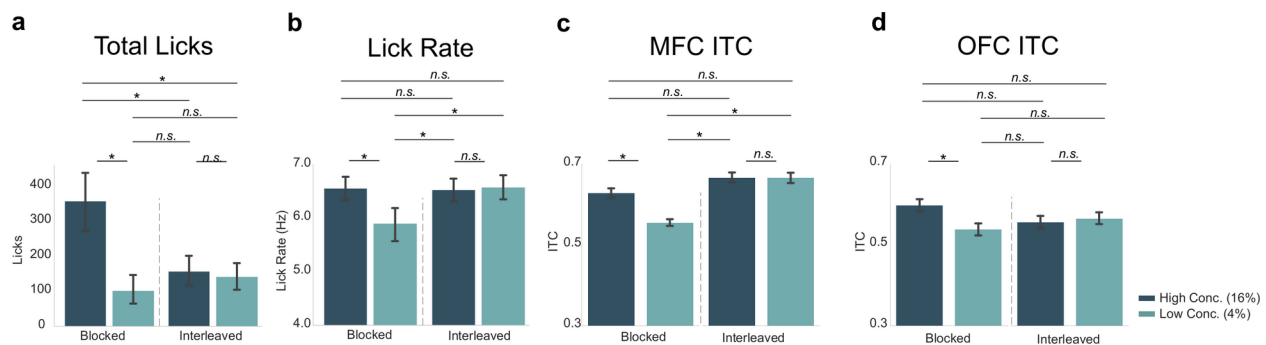 a
Total Licks
*
*
n.s.
n.s.
*
n.s.
Licks
400
300
200
100
0
Blocked
Interleaved
b
Lick Rate
n.s.
n.s.
*
*
*
n.s.
Lick Rate (Hz)
7.0
6.0
5.0
4.0
Blocked
Interleaved
c
MFC ITC
n.s.
n.s.
*
*
*
n.s.
ITC
0.7
0.5
0.3
Blocked
Interleaved
d
OFC ITC
n.s.
n.s.
n.s.
n.s.
*
n.s.
ITC
0.7
0.5
0.3
Blocked
Interleaved
High Conc. (16%)
Low Conc. (4%)